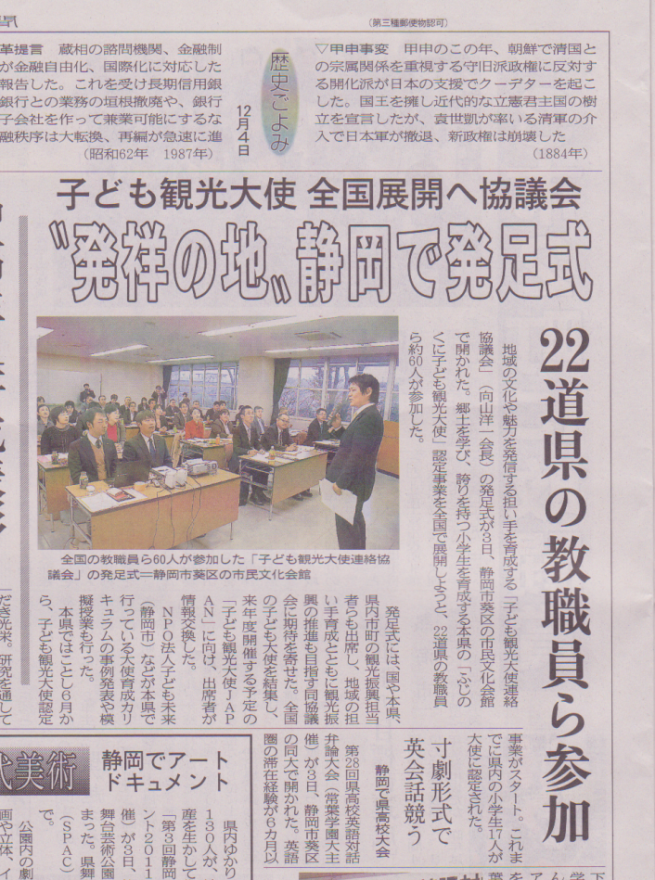 (第三種郵便物認可)
歴史ごよみ
12月4日
▽甲申事変 甲申のこの年、朝鮮で清国と
の宗属関係を重視する守旧派政権に反対す
る開化派が日本の支援でクーデターを起こ
した。国王を擁し近代的な立憲君主国の樹
立を宣言したが、袁世凱が率いる清軍の介
入で日本軍が撤退、新政権は崩壊した
(1884年)
革提言 蔵相の諮問機関、金融制
が金融自由化、国際化に対応した
報告した。これを受け長期信用銀
銀行との業務の垣根撤廃や、銀行
子会社を作って兼業可能にするな
融秩序は大転換、再編が急速に進
(昭和62年 1987年)
子ども観光大使 全国展開へ協議会
〝発祥の地〟静岡で発足式
22道県の教職員ら参加
地域の文化や魅力を発信する担い手を育成する「子ども観光大使連絡
協議会」(向山洋一会長)の発足式が3日、静岡市葵区の市民文化会館
で開かれた。郷土を学び、誇りを持つ小学生を育成する本県の「ふじの
くに子ども観光大使」認定事業を全国で展開しようと、22道県の教職員
ら約60人が参加した。
全国の教職員ら60人が参加した「子ども観光大使連絡協
議会」の発足式=静岡市葵区の市民文化会館
発足式には、国や本県、
県内市町の観光振興担当
者らも出席し、地域の担
い手育成とともに観光振
興の推進も目指す同協議
会に期待を寄せた。全国
の子ども大使を結集し、
来年度開催する予定の
「子ども観光大使JAP
AN」に向け、出席者が
情報交換した。
NPO法人子ども未来
(静岡市)などが本県で
行っている大使育成カリ
キュラムの事例発表や模
擬授業も行った。
本県ではことし6月か
ら、子ども観光大使認定
事業がスタート。これま
でに県内の小学生17人が
大使に認定された。
だき光栄。研究を通して
寸劇形式で
英会話競う
静岡で県高校大会
第28回県高校英語対話
弁論大会(常葉学園大主
催)が3日、静岡市葵区
の同大で開かれた。英語
圏の滞在経験が6カ月以
代美術
静岡でアート
ドキュメント
県内ゆかり
130人が、
産を生かして
「第3回静岡
ント2011
催)が3日、
舞台芸術公園
まった。県舞
(SPAC)
で。
公園内の劇